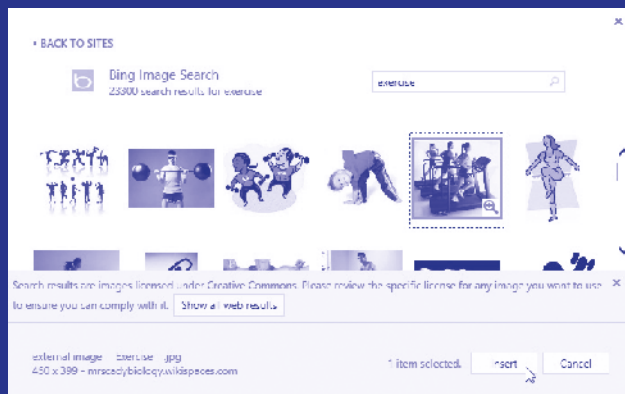 • BACK TO SITES
Bing Image Search
23300 search results for exercise
exercise
Search results are images licensed under Creative Commons. Please review the specific license for any image you want to use
to ensure you can comply with it. Show all web results
external image Exercise .jpg
450 x 399 - mrscadybiology.wikispaces.com
1 item selected. Insert Cancel